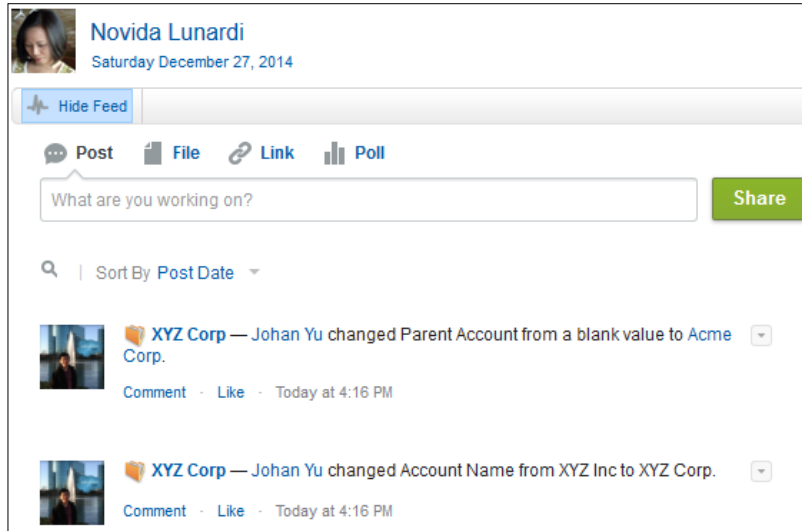 Novida Lunardi
Saturday December 27, 2014
Hide Feed
Post File Link Poll
What are you working on?
Share
Sort By Post Date
XYZ Corp — Johan Yu changed Parent Account from a blank value to Acme
Corp.
Comment · Like · Today at 4:16 PM
XYZ Corp — Johan Yu changed Account Name from XYZ Inc to XYZ Corp.
Comment · Like · Today at 4:16 PM